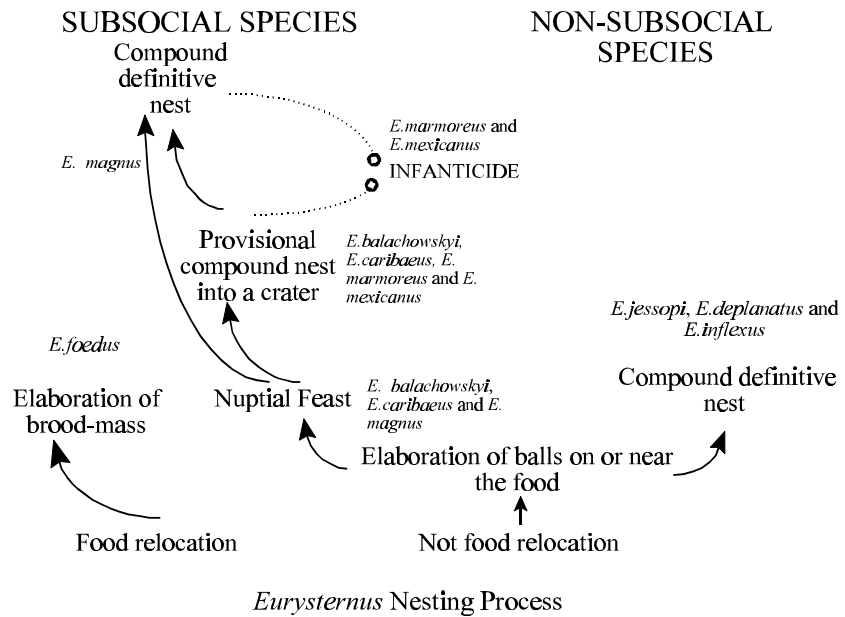 SUBSOCIAL SPECIES
NON-SUBSOCIAL
SPECIES
Compound
definitive
nest
E. magnus
E.marmoreus and
E.mexicanus
INFANTICIDE
Provisional
compound nest
into a crater
E.balachowskyi,
E.caribaeus, E.
marmoreus and E.
mexicanus
E.jessopi, E.deplanatus and
E.inflexus
Compound definitive
nest
E.foedus
Elaboration of
brood-mass
Nuptial Feast
E. balachowskyi,
E.caribaeus and E.
magnus
Elaboration of balls on or near
the food
Food relocation
Not food relocation
Eurysternus Nesting Process